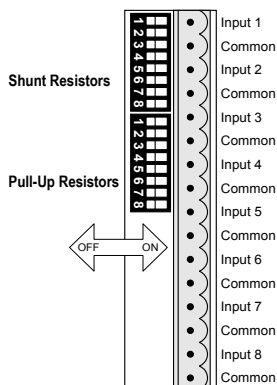 Shunt Resistors
1
2
3
4
5
6
7
8
Pull-Up Resistors
1
2
3
4
5
6
7
8
OFF ON
Input 1
Common
Input 2
Common
Input 3
Common
Input 4
Common
Input 5
Common
Input 6
Common
Input 7
Common
Input 8
Common